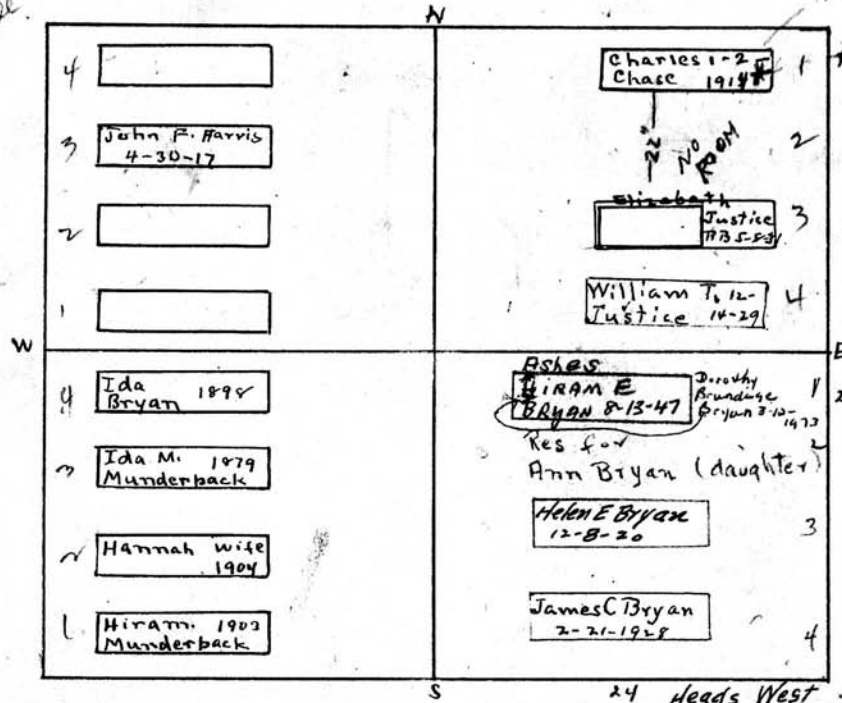 N
4
3
John F. Harris
4-30-17
2
1
Charles 1-2
Chase
1
22"
NO
ROOM
2
Elizabeth
Justice
3
William T. 12-
Justice 14-29
4
W
E
4
Ida
Bryan 1898
3
Ida M. 1879
Munderback
2
Hannah wife
1904
1
Hiram. 1903
Munderback
Ashes
HIRAM E
BRYAN 8-13-47
Dorothy
Brundage
Bryan
1973
1
2
Res for
Ann Bryan (daughter)
Helen E Bryan
12-8-20
3
James C Bryan
2-21-1928
4
S
24 Heads West